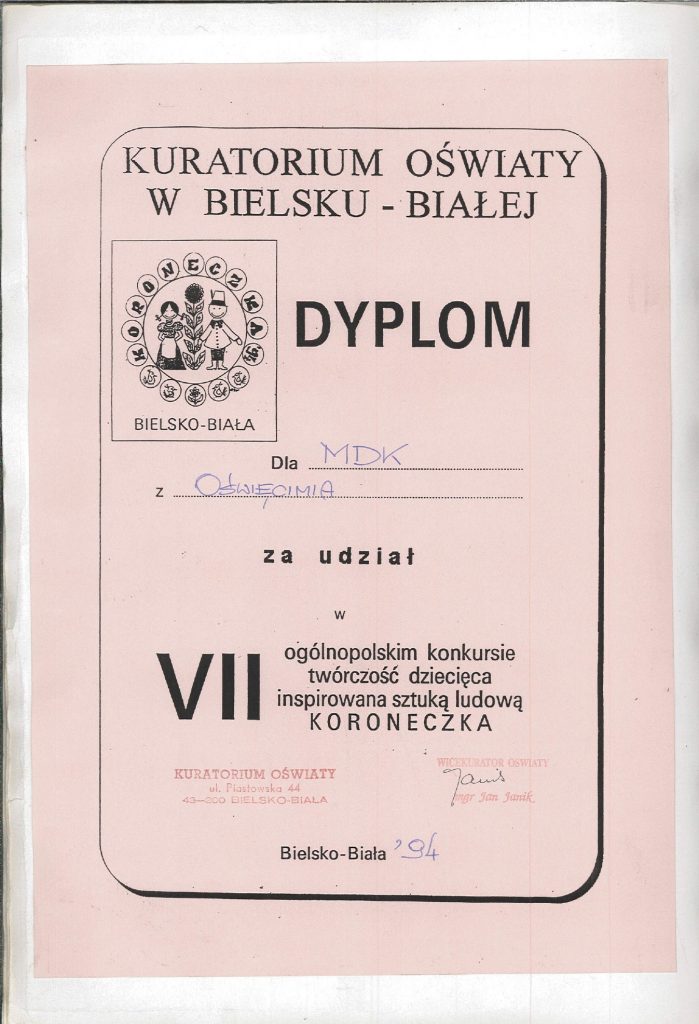 KURATORIUM OŚWIATY
W BIELSKU - BIAŁEJ
KORONECZKA
BIELSKO-BIAŁA
DYPLOM
Dla MDK
z OŚWIĘCIMIA
za udział
w
VII
ogólnopolskim konkursie
twórczość dziecięca
inspirowana sztuką ludową
KORONECZKA
KURATORIUM OŚWIATY
ul. Piastowska 44
43-300 BIELSKO-BIAŁA
WICEKURATOR OŚWIATY
Janik
mgr Jan Janik
Bielsko-Biała '94